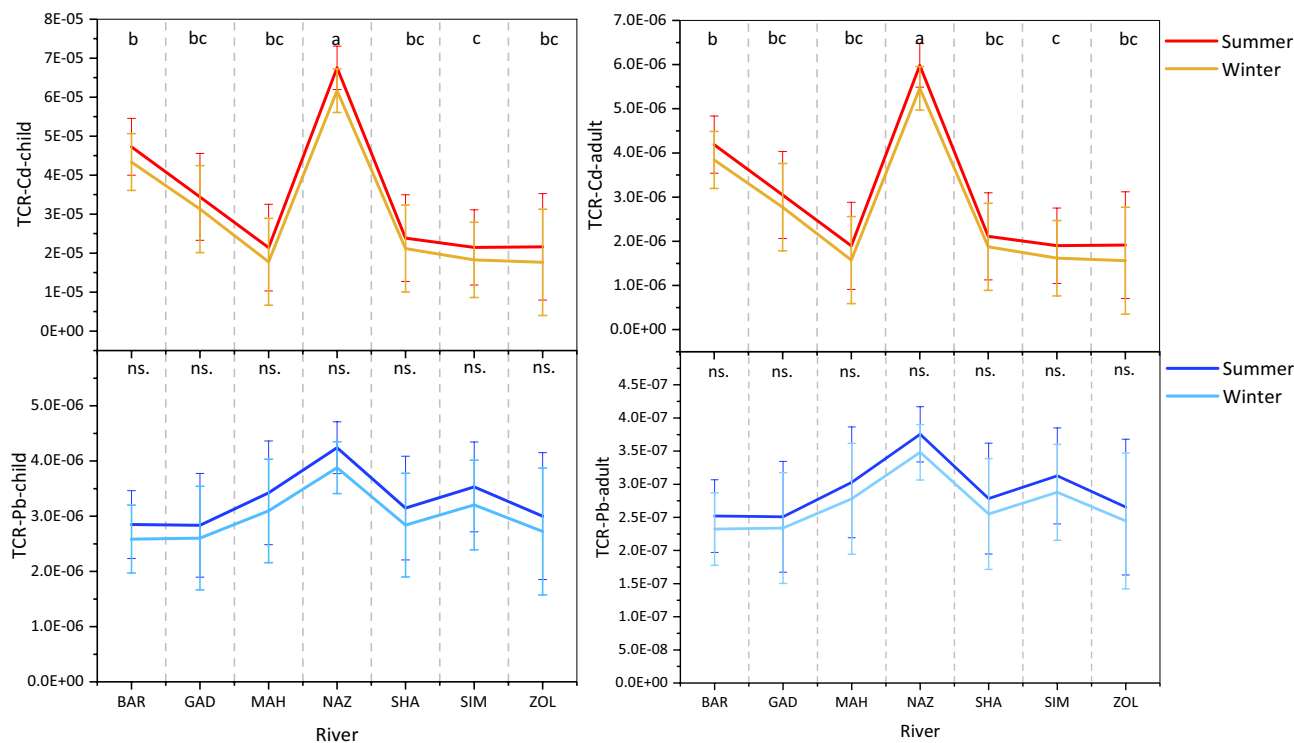 8E-05
7E-05
6E-05
5E-05
4E-05
3E-05
2E-05
1E-05
0E+00
TCR-Cd-child
b bc bc a bc c bc
7.0E-06
6.0E-06
5.0E-06
4.0E-06
3.0E-06
2.0E-06
1.0E-06
0.0E+00
TCR-Cd-adult
b bc bc a bc c bc
Summer
Winter
5.0E-06
4.0E-06
3.0E-06
2.0E-06
1.0E-06
0.0E+00
TCR-Pb-child
ns. ns. ns. ns. ns. ns. ns.
BAR GAD MAH NAZ SHA SIM ZOL
River
4.5E-07
4.0E-07
3.5E-07
3.0E-07
2.5E-07
2.0E-07
1.5E-07
1.0E-07
5.0E-08
0.0E+00
TCR-Pb-adult
ns. ns. ns. ns. ns. ns. ns.
BAR GAD MAH NAZ SHA SIM ZOL
River
Summer
Winter